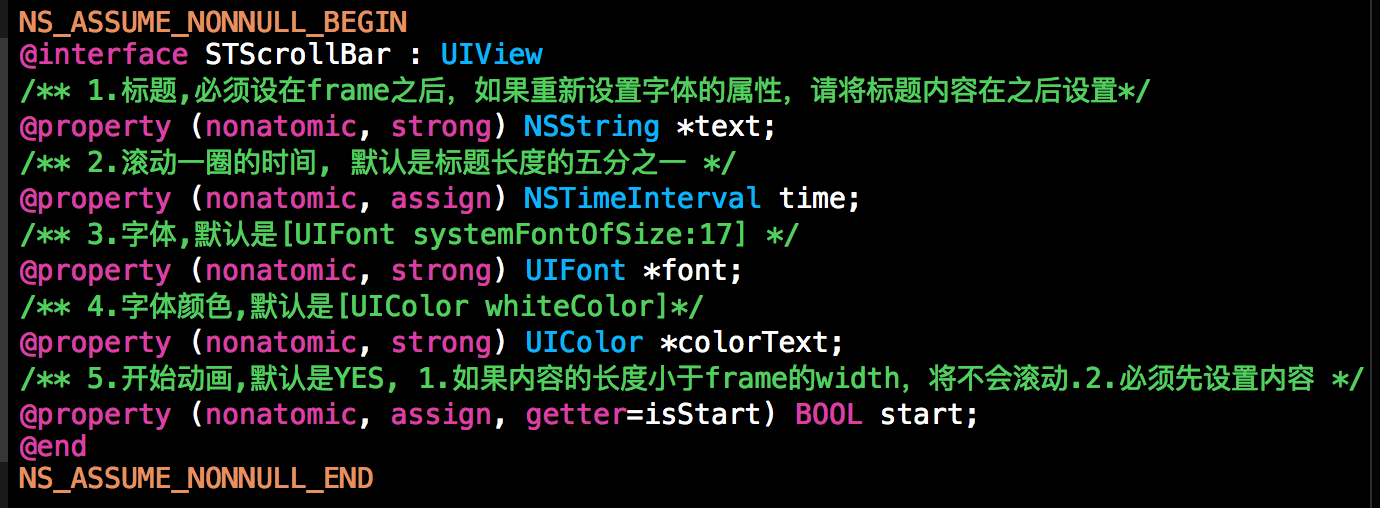 NS_ASSUME_NONNULL_BEGIN
@interface STScrollBar : UIView
/** 1.标题,必须设在frame之后，如果重新设置字体的属性，请将标题内容在之后设置*/
@property (nonatomic, strong) NSString *text;
/** 2.滚动一圈的时间, 默认是标题长度的五分之一 */
@property (nonatomic, assign) NSTimeInterval time;
/** 3.字体,默认是[UIFont systemFontOfSize:17] */
@property (nonatomic, strong) UIFont *font;
/** 4.字体颜色,默认是[UIColor whiteColor]*/
@property (nonatomic, strong) UIColor *colorText;
/** 5.开始动画,默认是YES, 1.如果内容的长度小于frame的width，将不会滚动.2.必须先设置内容 */
@property (nonatomic, assign, getter=isStart) BOOL start;
@end
NS_ASSUME_NONNULL_END